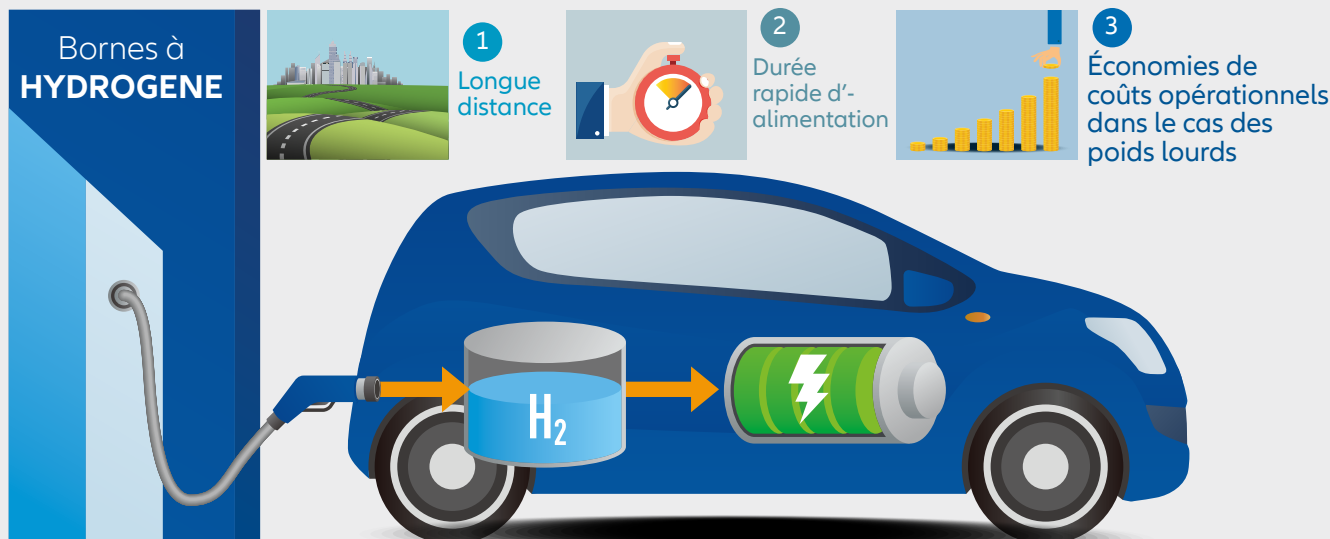 Bornes à
HYDROGENE
1
Longue
distance
2
Durée
rapide d'-
alimentation
3
Économies de
coûts opérationnels
dans le cas des
poids lourds
H₂